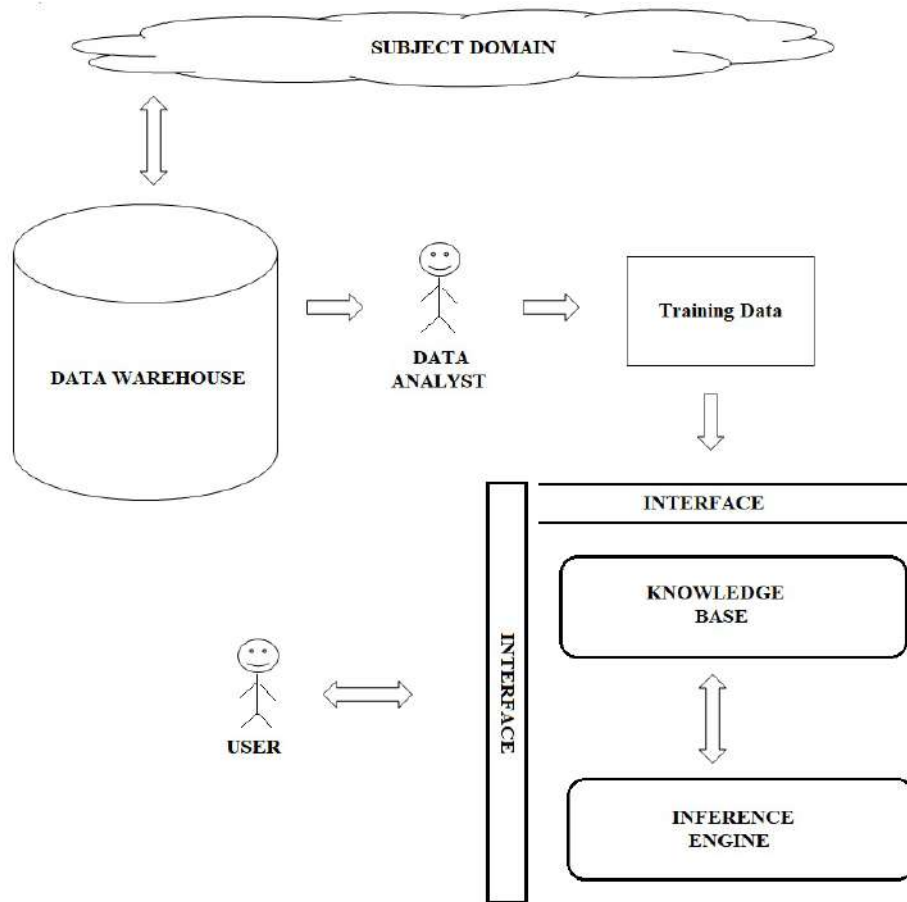 SUBJECT DOMAIN
DATA WAREHOUSE
DATA
ANALYST
Training Data
INTERFACE
KNOWLEDGE
BASE
INTERFACE
USER
INFERENCE
ENGINE